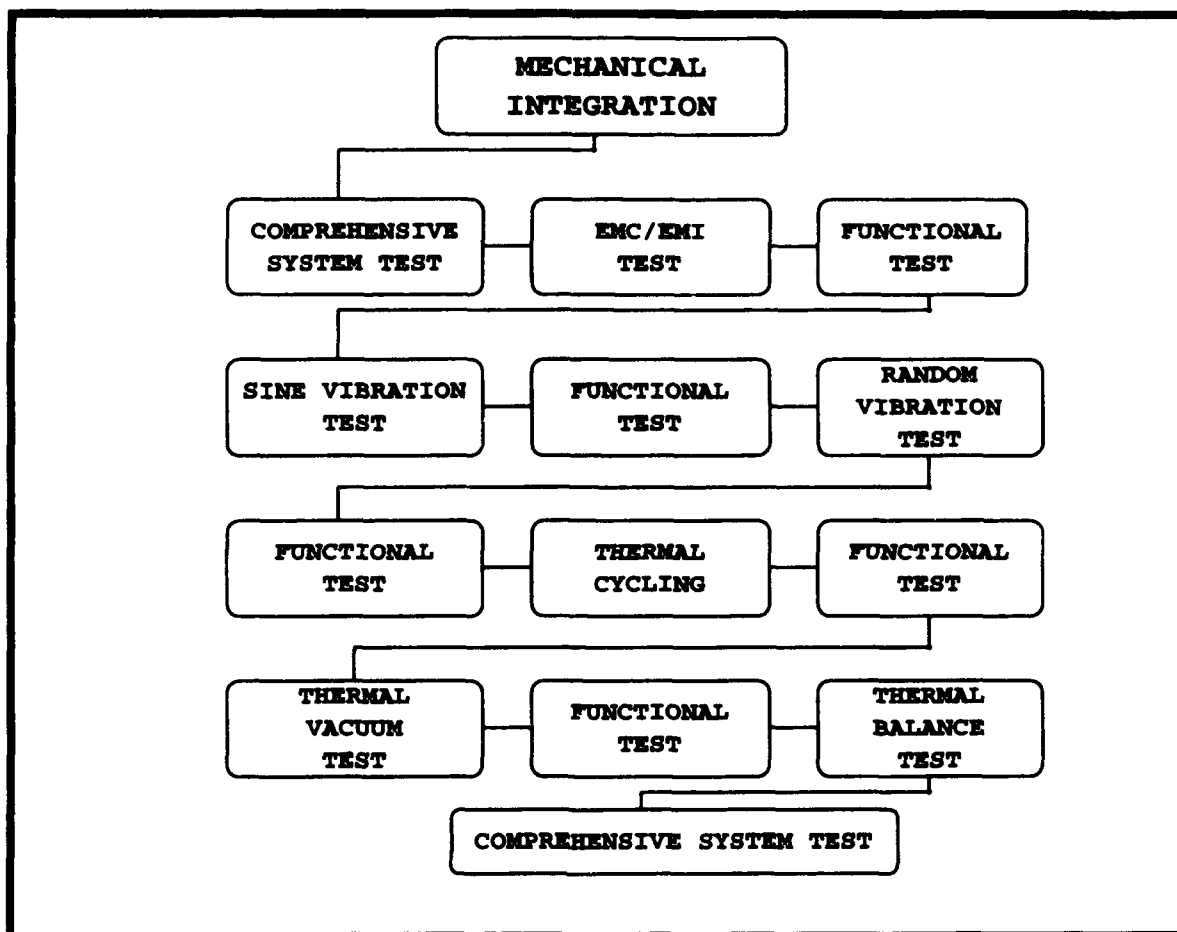 MECHANICAL
INTEGRATION
COMPREHENSIVE
SYSTEM TEST
EMC/EMI
TEST
FUNCTIONAL
TEST
SINE VIBRATION
TEST
FUNCTIONAL
TEST
RANDOM
VIBRATION
TEST
FUNCTIONAL
TEST
THERMAL
CYCLING
FUNCTIONAL
TEST
THERMAL
VACUUM
TEST
FUNCTIONAL
TEST
THERMAL
BALANCE
TEST
COMPREHENSIVE SYSTEM TEST